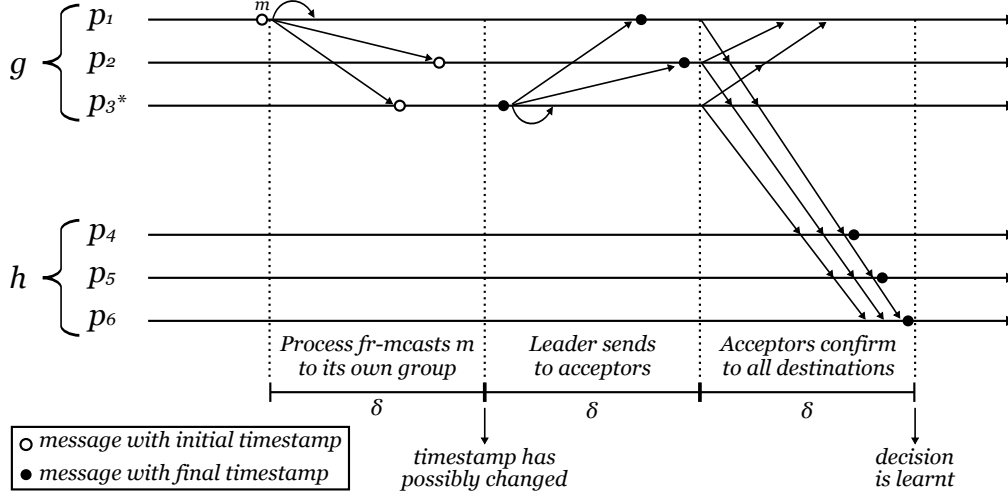 m
g
p1
p2
p3*
h
p4
p5
p6
Process fr-mcasts m
to its own group
Leader sends
to acceptors
Acceptors confirm
to all destinations
δ
δ
δ
message with initial timestamp
message with final timestamp
timestamp has
possibly changed
decision
is learnt